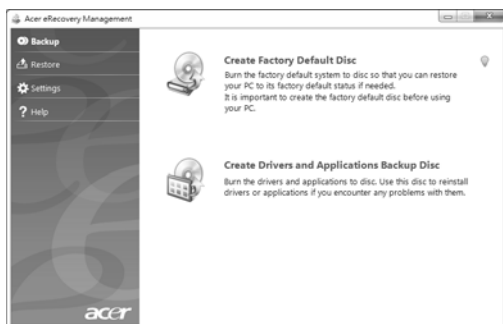 Acer eRecovery Management
Backup
Restore
Settings
Help
Create Factory Default Disc
Burn the factory default system to disc so that you can restore
your PC to its factory default status if needed.
It is important to create the factory default disc before using
your PC.
Create Drivers and Applications Backup Disc
Burn the drivers and applications to disc. Use this disc to reinstall
drivers or applications if you encounter any problems with them.
acer